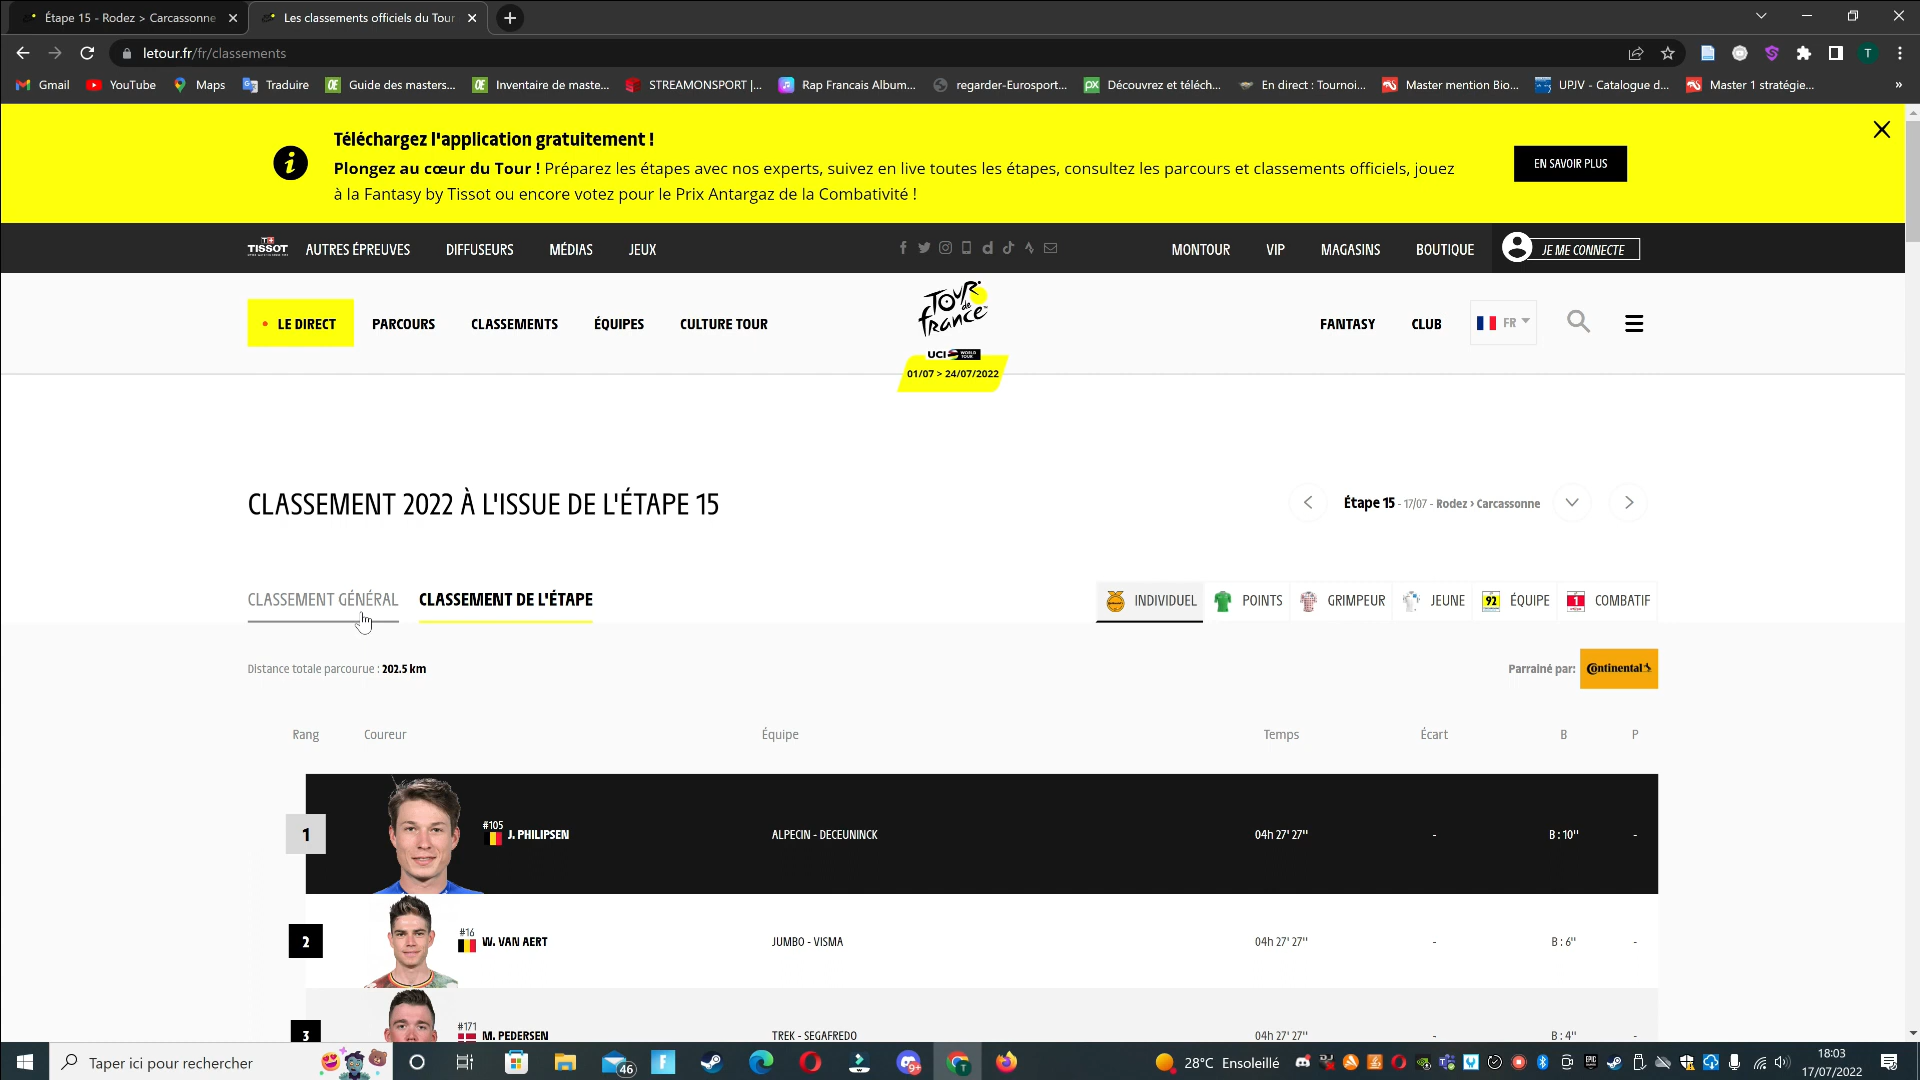 Étape 15 - Rodez > Carcassonne
Les classements officiels du Tour
letour.fr/fr/classements
Gmail
YouTube
Maps
Traduire
Guide des masters...
Inventaire de maste...
STREAMONSPORT |...
Rap Francais Album...
regarder-Eurosport...
Découvrez et téléch...
En direct : Tournoi...
Master mention Bio...
UPJV - Catalogue d...
Master 1 stratégie...
»
Téléchargez l'application gratuitement !
Plongez au cœur du Tour ! Préparez les étapes avec nos experts, suivez en live toutes les étapes, consultez les parcours et classements officiels, jouez
à la Fantasy by Tissot ou encore votez pour le Prix Antargaz de la Combativité !
EN SAVOIR PLUS
TISSOT
AUTRES ÉPREUVES
DIFFUSEURS
MÉDIAS
JEUX
MONTOUR
VIP
MAGASINS
BOUTIQUE
JE ME CONNECTE
LE DIRECT
PARCOURS
CLASSEMENTS
ÉQUIPES
CULTURE TOUR
TOUR de france
UCI WORLD TOUR
01/07 > 24/07/2022
FANTASY
CLUB
FR
CLASSEMENT 2022 À L'ISSUE DE L'ÉTAPE 15
Étape 15 - 17/07 - Rodez > Carcassonne
CLASSEMENT GÉNÉRAL
CLASSEMENT DE L'ÉTAPE
INDIVIDUEL
POINTS
GRIMPEUR
JEUNE
92 ÉQUIPE
1 COMBATIF
Distance totale parcourue : 202.5 km
Parrainé par: Continental
Rang Coureur Équipe Temps Écart B P
1 #105 J. PHILIPSEN ALPECIN - DECEUNINCK 04h 27' 27'' - B : 10'' -
2 #16 W. VAN AERT JUMBO - VISMA 04h 27' 27'' - B : 6'' -
3 #171 M. PEDERSEN TREK - SEGAFREDO 04h 27' 27'' - B : 4'' -
Taper ici pour rechercher
46
9+
T
28°C Ensoleillé
18:03
17/07/2022